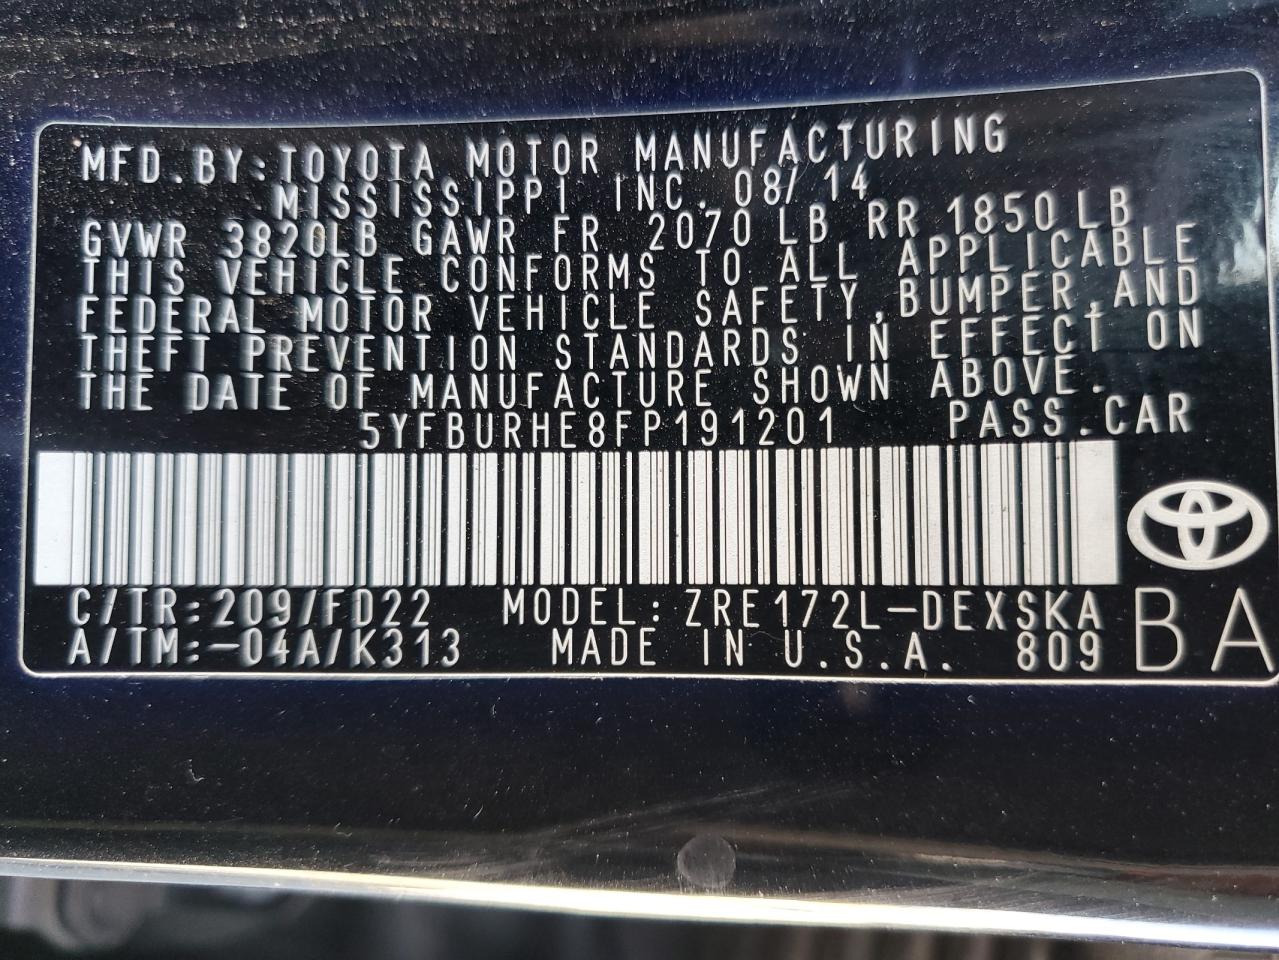 MFD.BY:TOYOTA MOTOR MANUFACTURING
MISSISSIPPI INC. 08/14
GVWR 3820LB GAWR FR 2070 LB RR 1850LB
THIS VEHICLE CONFORMS TO ALL APPLICABLE
FEDERAL MOTOR VEHICLE SAFETY,BUMPER,AND
THEFT PREVENTION STANDARDS IN EFFECT ON
THE DATE OF MANUFACTURE SHOWN ABOVE.
5YFBURHE8FP191201 PASS.CAR
C/TR:209/FD22 MODEL:ZRE172L-DEXSKA
A/TM:-04A/K313 MADE IN U.S.A. 809
BA